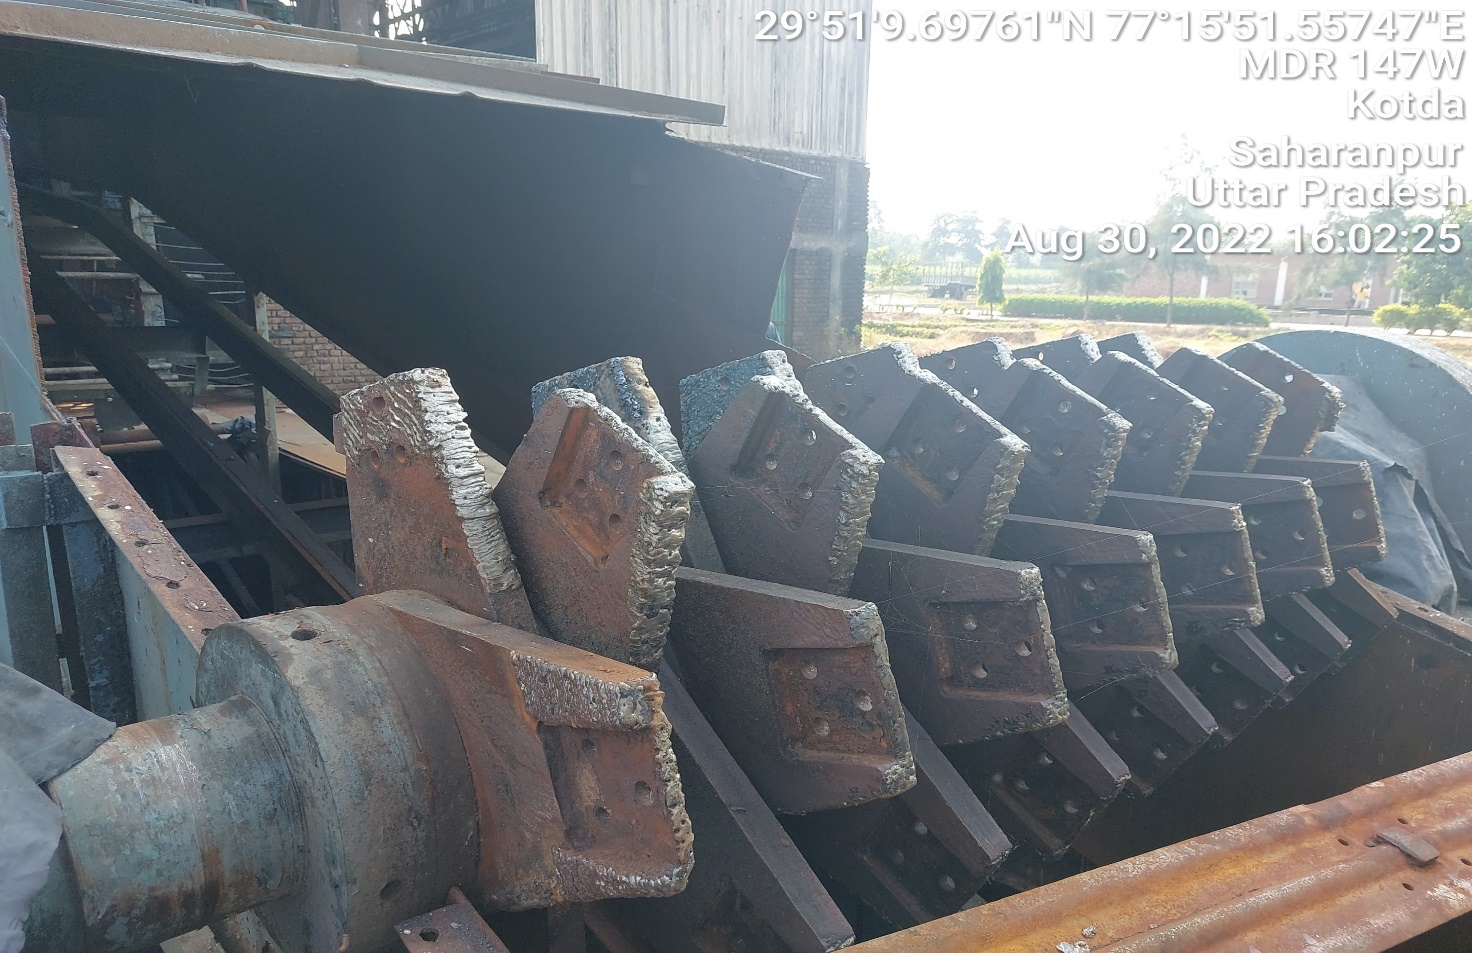 29°51'9.69761"N 77°15'51.55747"E
MDR 147W
Kotda
Saharanpur
Uttar Pradesh
Aug 30, 2022 16:02:25